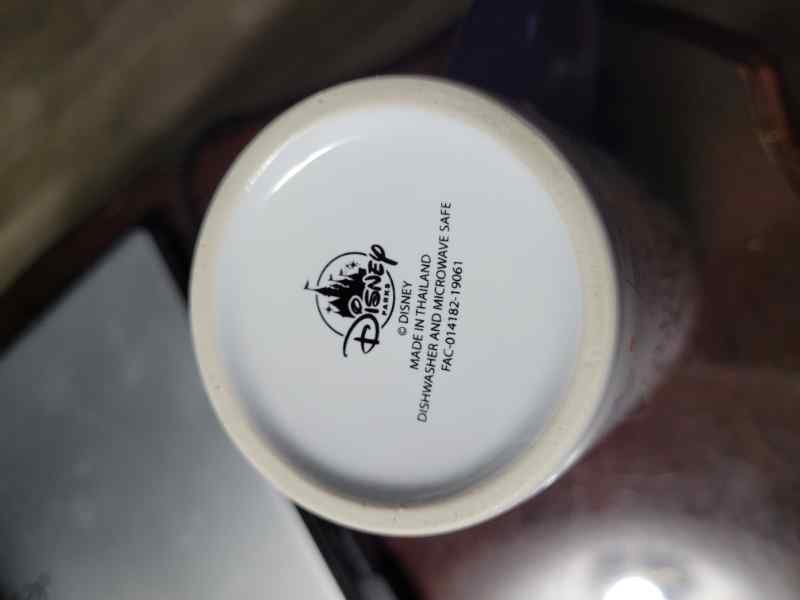 Disney
PARKS
© DISNEY
MADE IN THAILAND
DISHWASHER AND MICROWAVE SAFE
FAC-014182-19061